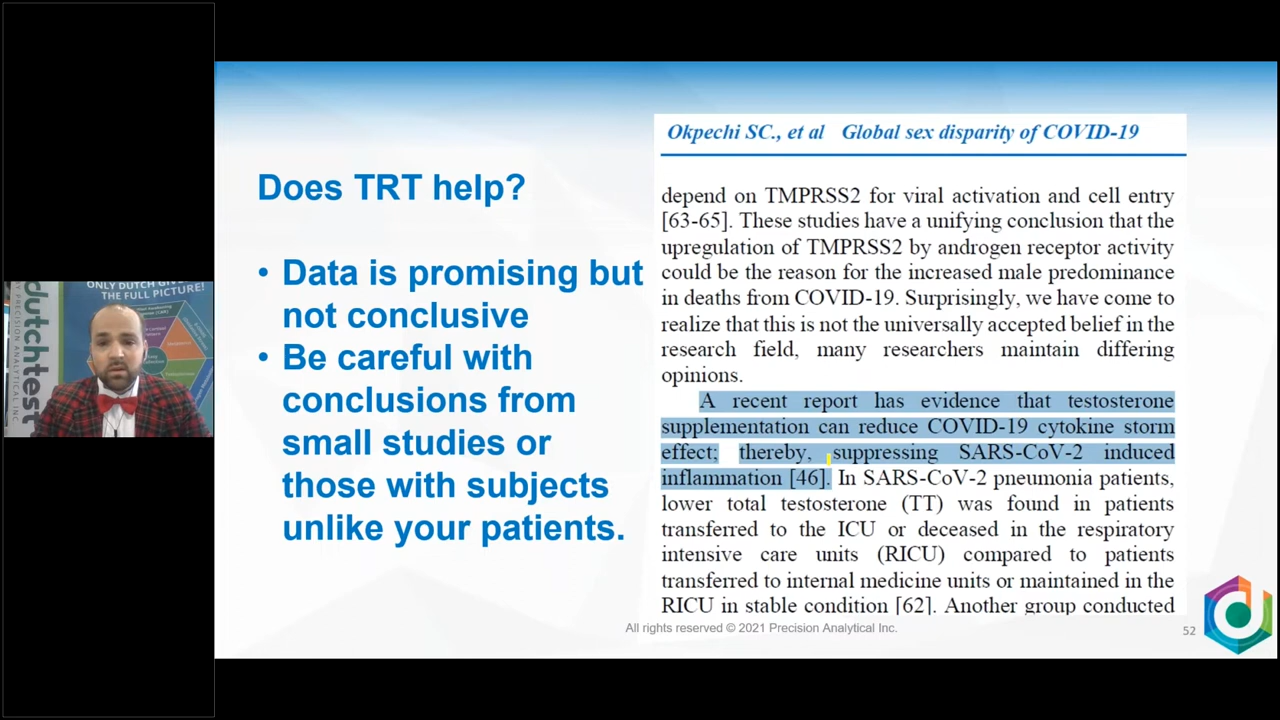 Okpechi SC., et al Global sex disparity of COVID-19
Does TRT help?
• Data is promising but
not conclusive
• Be careful with
conclusions from
small studies or
those with subjects
unlike your patients.
depend on TMPRSS2 for viral activation and cell entry
[63-65]. These studies have a unifying conclusion that the
upregulation of TMPRSS2 by androgen receptor activity
could be the reason for the increased male predominance
in deaths from COVID-19. Surprisingly, we have come to
realize that this is not the universally accepted belief in the
research field, many researchers maintain differing
opinions.
A recent report has evidence that testosterone
supplementation can reduce COVID-19 cytokine storm
effect; thereby, suppressing SARS-CoV-2 induced
inflammation [46]. In SARS-CoV-2 pneumonia patients,
lower total testosterone (TT) was found in patients
transferred to the ICU or deceased in the respiratory
intensive care units (RICU) compared to patients
transferred to internal medicine units or maintained in the
RICU in stable condition [62]. Another group conducted
All rights reserved © 2021 Precision Analytical Inc.
52
dutchtest
BY PRECISION ANALYTICAL INC
ONLY DUTCH
THE FULL PICTURE!